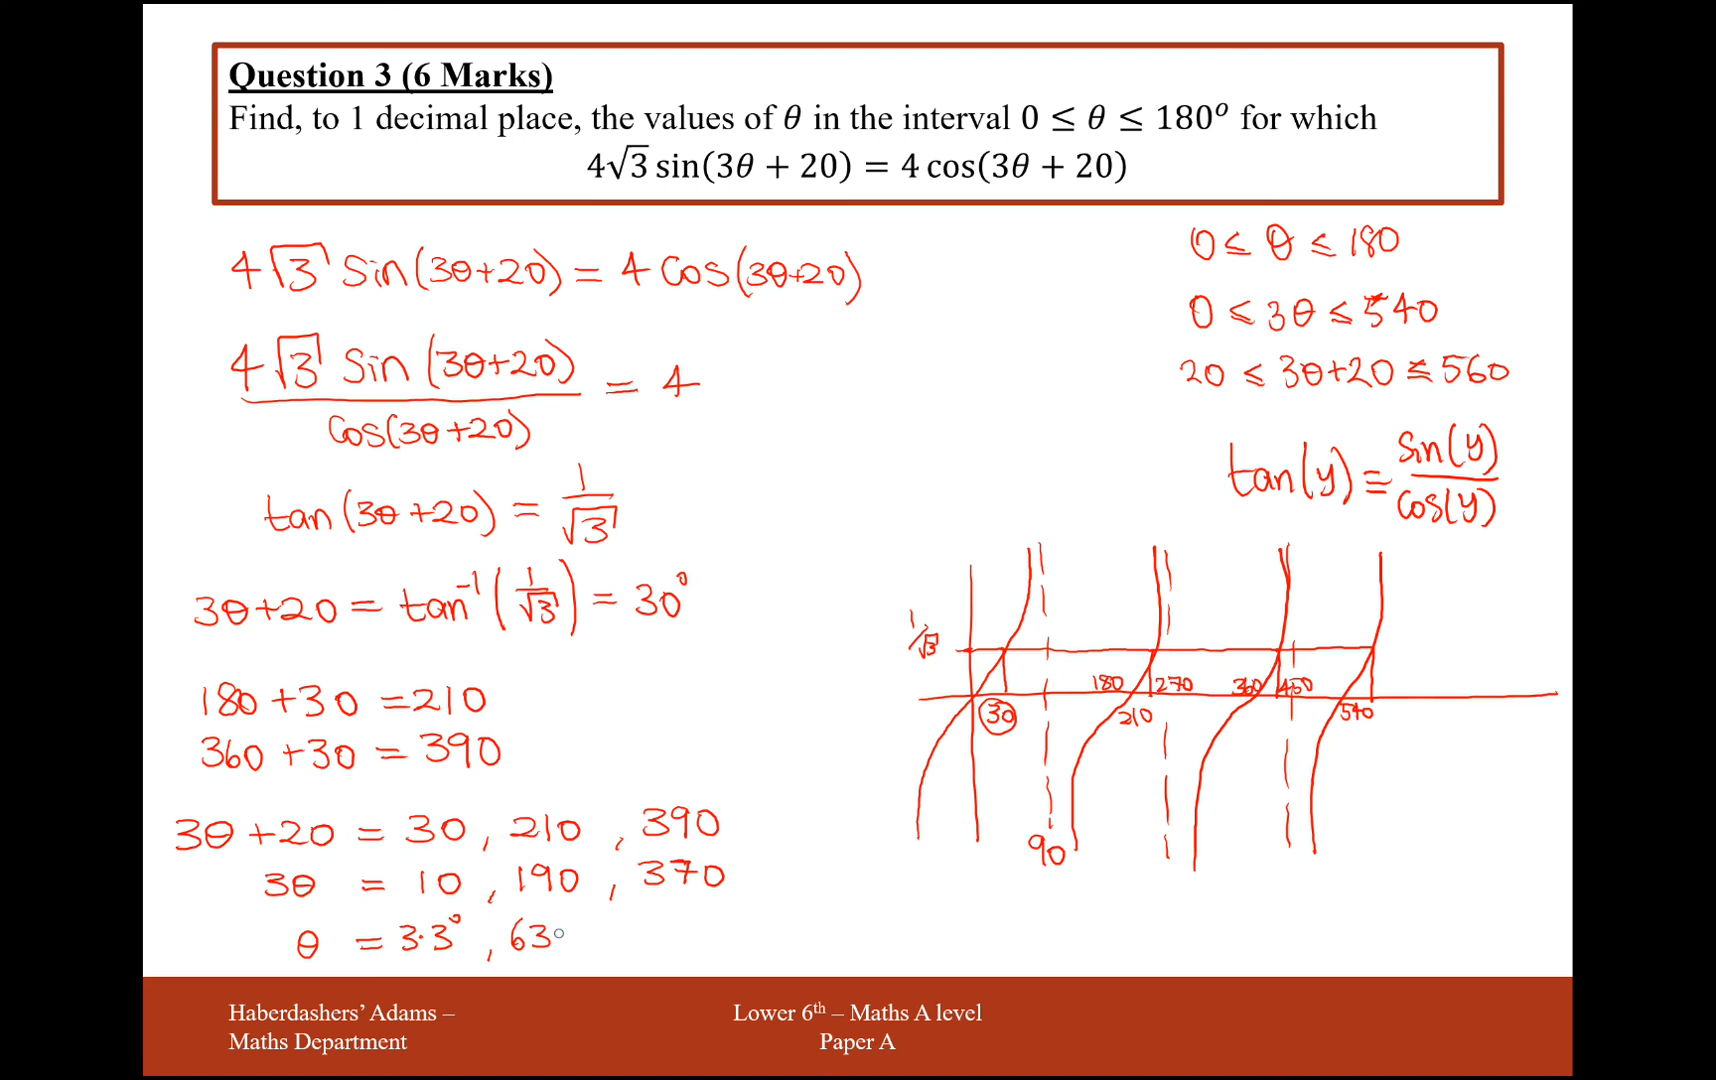 Question 3 (6 Marks)
Find, to 1 decimal place, the values of θ in the interval 0 ≤ θ ≤ 180° for which
4√3 sin(3θ + 20) = 4 cos(3θ + 20)
4√3 Sin(3θ+20) = 4 Cos(3θ+20)
4√3 Sin (3θ+20) / Cos(3θ+20) = 4
tan (3θ+20) = 1/√3
3θ+20 = tan⁻¹ (1/√3) = 30°
180 +30 = 210
360 +30 = 390
3θ +20 = 30, 210, 390
3θ = 10, 190, 370
θ = 3.3°, 63
0 ≤ θ ≤ 180
0 ≤ 3θ ≤ 540
20 ≤ 3θ+20 ≤ 560
tan(y) ≡ Sin(y) / Cos(y)
1/√3
180 270 360 450
30 210 540
90
Haberdashers’ Adams –
Maths Department
Lower 6th – Maths A level
Paper A